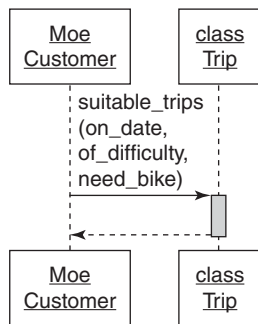 Moe
Customer
class
Trip
suitable_trips
(on_date,
of_difficulty,
need_bike)
Moe
Customer
class
Trip